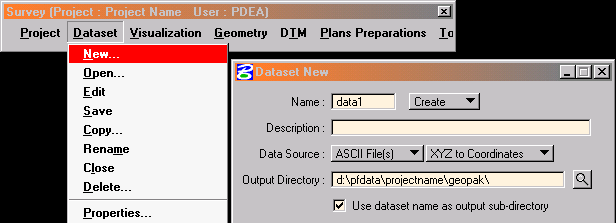 Survey (Project : Project Name   User : PDEA)
Project Dataset Visualization Geometry DTM Plans Preparations To
New...
Open...
Edit
Save
Copy...
Rename
Close
Delete...
Properties...
Dataset New
Name : data1 Create
Description :
Data Source : ASCII File(s) XYZ to Coordinates
Output Directory : d:\pfdata\projectname\geopak\
Use dataset name as output sub-directory